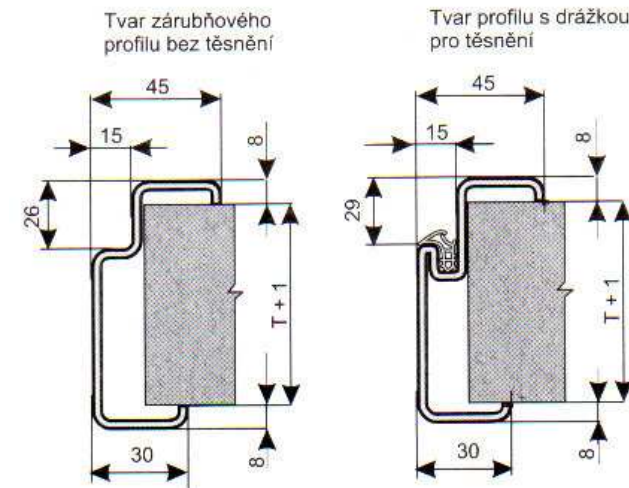 Tvar zárubňového
profilu bez těsnění
45
15
8
26
T + 1
30
8
Tvar profilu s drážkou
pro těsnění
45
15
8
29
T + 1
30
8